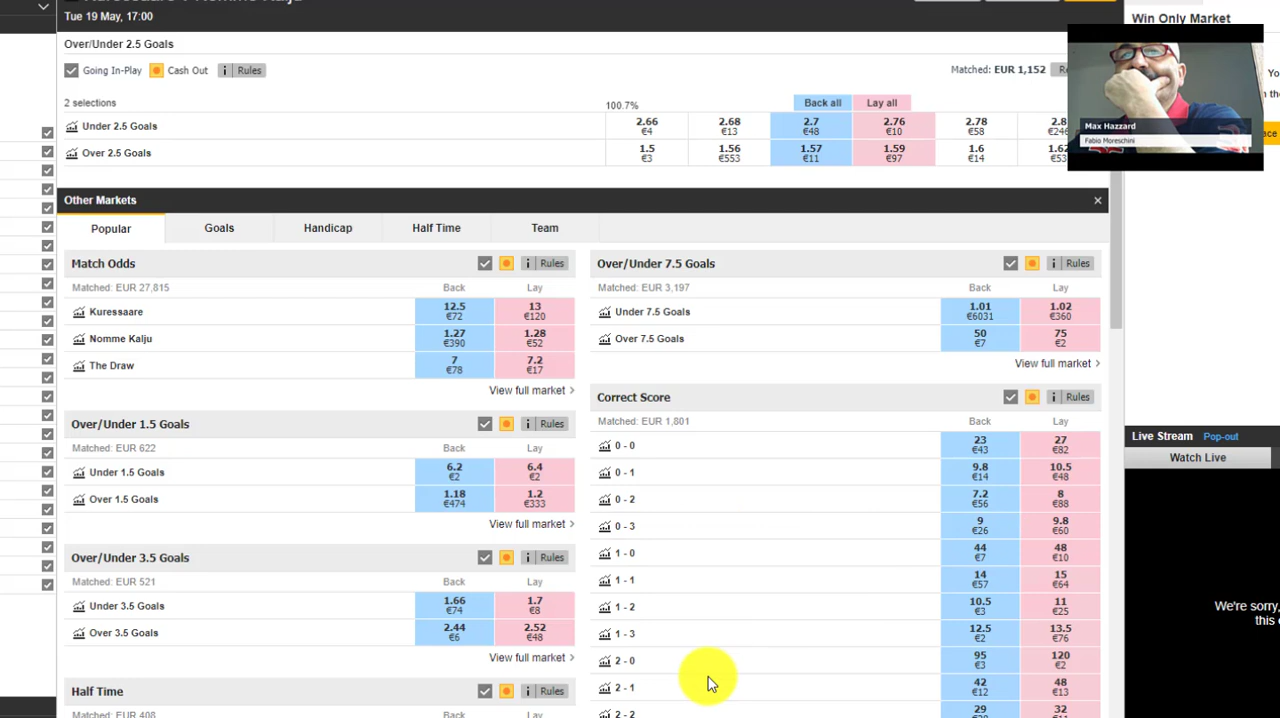 Win Only Market
Tue 19 May, 17:00
Over/Under 2.5 Goals
Going In-Play Cash Out i Rules
Matched: EUR 1,152
Max Hazzard
Fabio Moreschini
2 selections 100.7% Back all Lay all
Under 2.5 Goals 2.66 2.68 2.7 2.76 2.78
€4 €13 €48 €10 €58
Over 2.5 Goals 1.5 1.56 1.57 1.59 1.6 1.62
€3 €553 €11 €97 €14
Other Markets ×
Popular Goals Handicap Half Time Team
Match Odds i Rules
Matched: EUR 27,815 Back Lay
Kuressaare 12.5 13
€72 €120
Nomme Kalju 1.27 1.28
€390 €52
The Draw 7 7.2
€78 €17
View full market >
Over/Under 1.5 Goals i Rules
Matched: EUR 622 Back Lay
Under 1.5 Goals 6.2 6.4
€2 €2
Over 1.5 Goals 1.18 1.2
€474 €333
View full market >
Over/Under 3.5 Goals i Rules
Matched: EUR 521 Back Lay
Under 3.5 Goals 1.66 1.7
€74 €8
Over 3.5 Goals 2.44 2.52
€6 €48
View full market >
Half Time i Rules
Matched: EUR 408 Back Lay
Over/Under 7.5 Goals i Rules
Matched: EUR 3,197 Back Lay
Under 7.5 Goals 1.01 1.02
€6031 €360
Over 7.5 Goals 50 75
€7 €2
View full market >
Correct Score i Rules
Matched: EUR 1,801 Back Lay
0 - 0 23 27
€43 €82
0 - 1 9.8 10.5
€14 €48
0 - 2 7.2 8
€56 €88
0 - 3 9 9.8
€26 €60
1 - 0 44 48
€7 €10
1 - 1 14 15
€57 €64
1 - 2 10.5 11
€3 €25
1 - 3 12.5 13.5
€2 €76
2 - 0 95 120
€3 €2
2 - 1 42 48
€12 €13
2 - 2 29 32
Live Stream Pop-out
Watch Live
We're sorry,
this